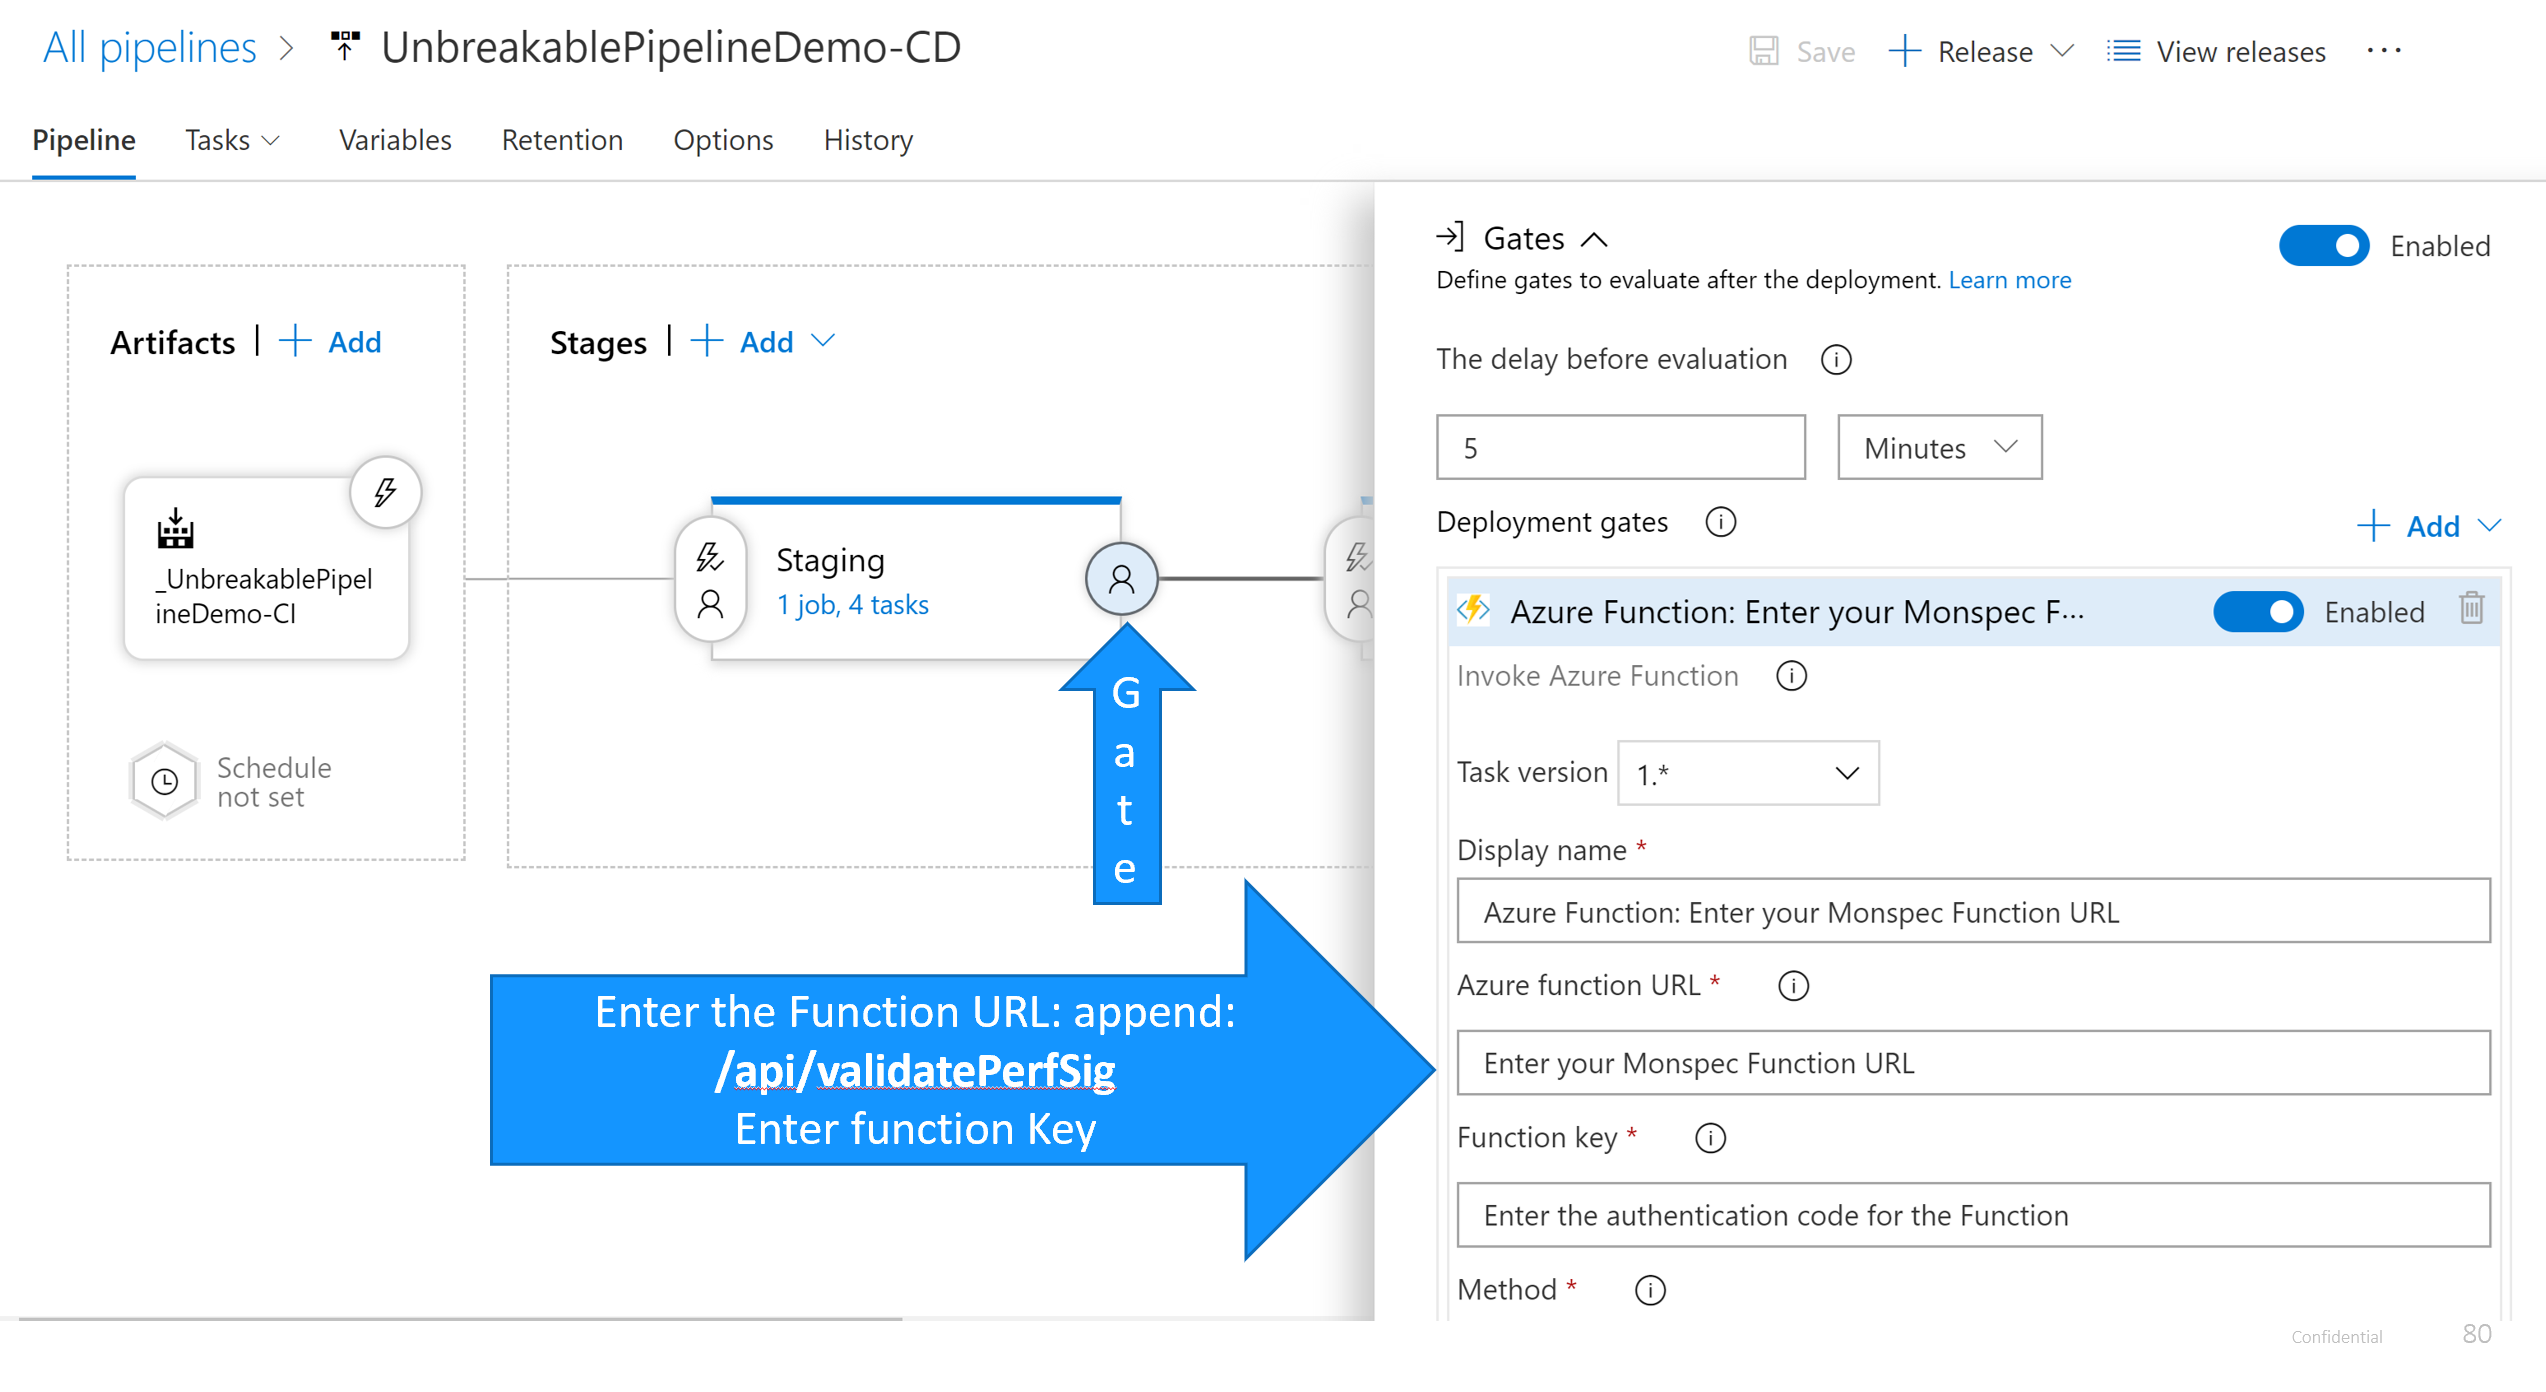 All pipelines > UnbreakablePipelineDemo-CD
Save
Release
View releases
...
Pipeline
Tasks
Variables
Retention
Options
History
Artifacts | + Add
_UnbreakablePipel
ineDemo-CI
Schedule
not set
Stages | + Add
Staging
1 job, 4 tasks
G
a
t
e
Enter the Function URL: append:
/api/validatePerfSig
Enter function Key
Gates
Enabled
Define gates to evaluate after the deployment. Learn more
The delay before evaluation
5
Minutes
Deployment gates
+ Add
Azure Function: Enter your Monspec F...
Enabled
Invoke Azure Function
Task version
1.*
Display name *
Azure Function: Enter your Monspec Function URL
Azure function URL *
Enter your Monspec Function URL
Function key *
Enter the authentication code for the Function
Method *
Confidential
80